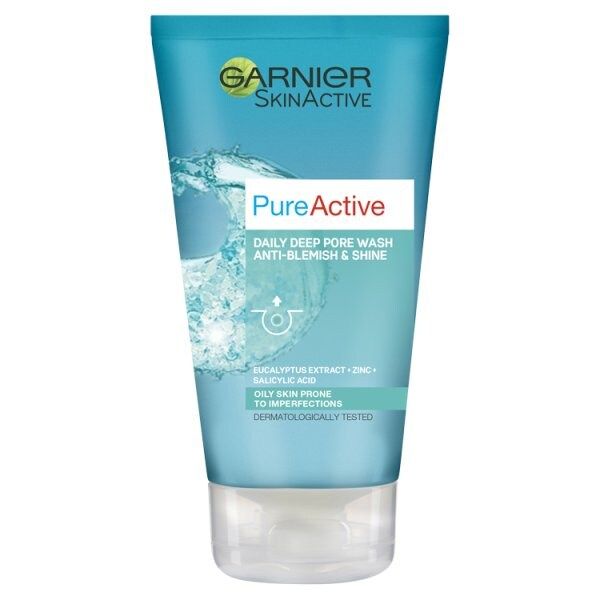 GARNIER
SKINACTIVE
PureActive
DAILY DEEP PORE WASH
ANTI-BLEMISH & SHINE
EUCALYPTUS EXTRACT + ZINC +
SALICYLIC ACID
OILY SKIN PRONE
TO IMPERFECTIONS
DERMATOLOGICALLY TESTED